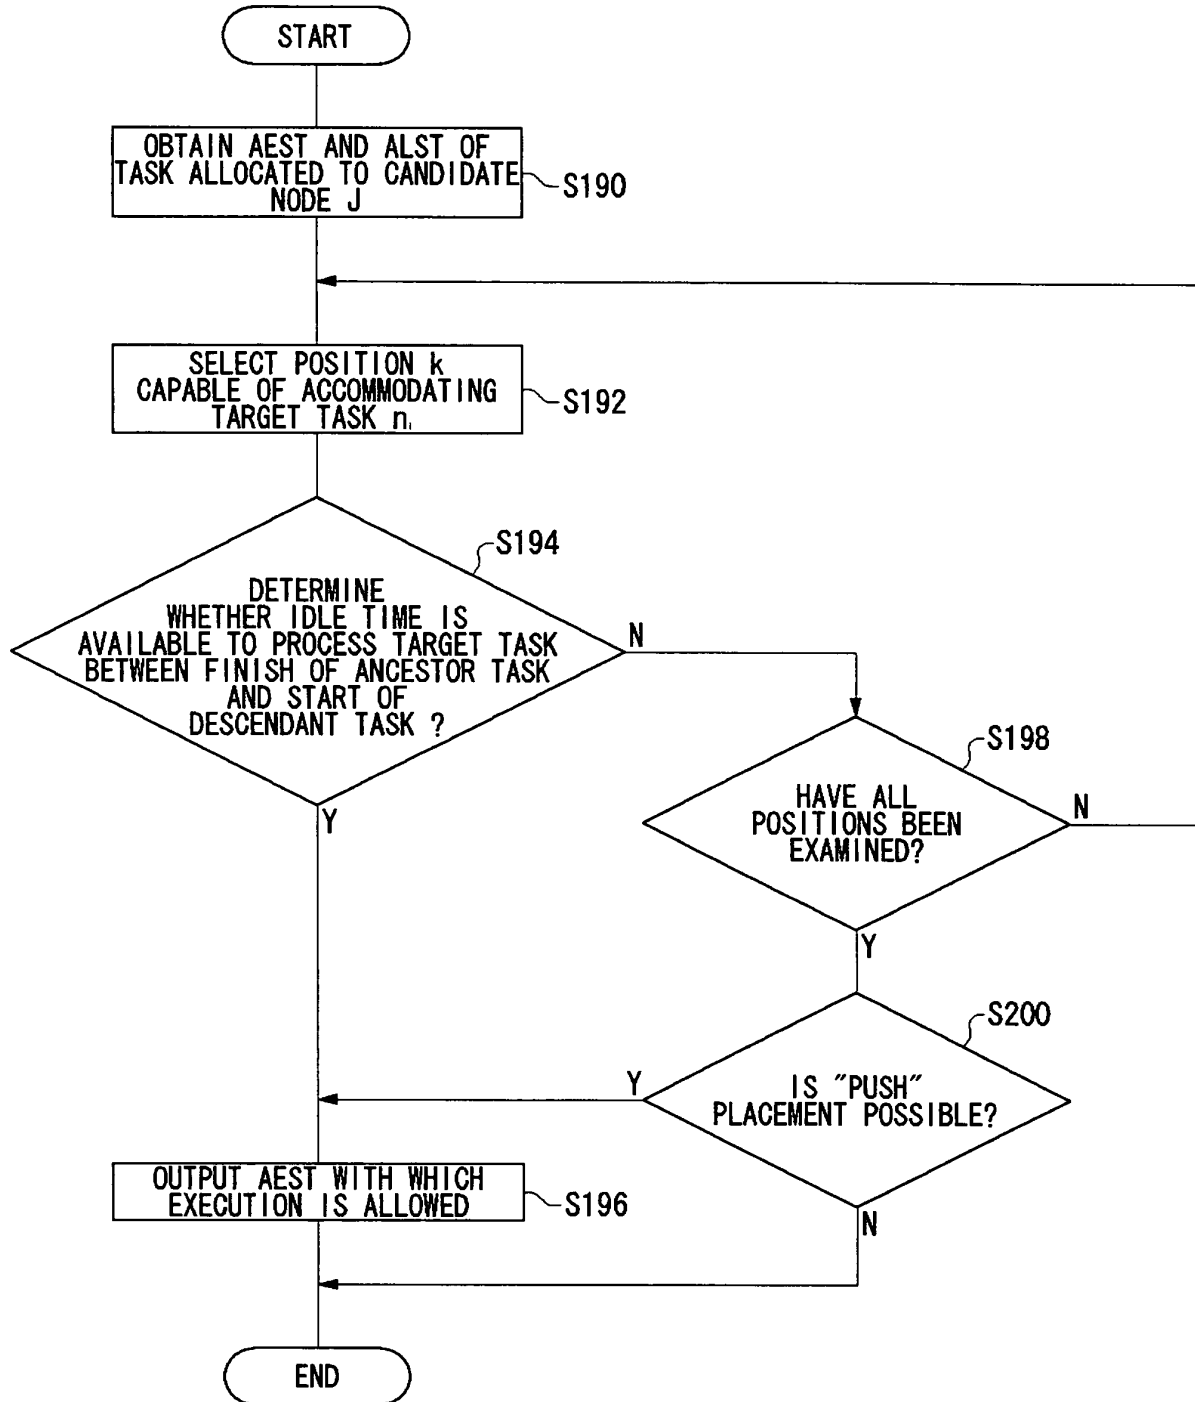 START
OBTAIN AEST AND ALST OF
TASK ALLOCATED TO CANDIDATE
NODE J
S190
SELECT POSITION k
CAPABLE OF ACCOMMODATING
TARGET TASK ni
S192
S194
DETERMINE
WHETHER IDLE TIME IS
AVAILABLE TO PROCESS TARGET TASK
BETWEEN FINISH OF ANCESTOR TASK
AND START OF
DESCENDANT TASK ?
N
Y
S198
HAVE ALL
POSITIONS BEEN
EXAMINED?
N
Y
S200
IS "PUSH"
PLACEMENT POSSIBLE?
Y
N
OUTPUT AEST WITH WHICH
EXECUTION IS ALLOWED
S196
END